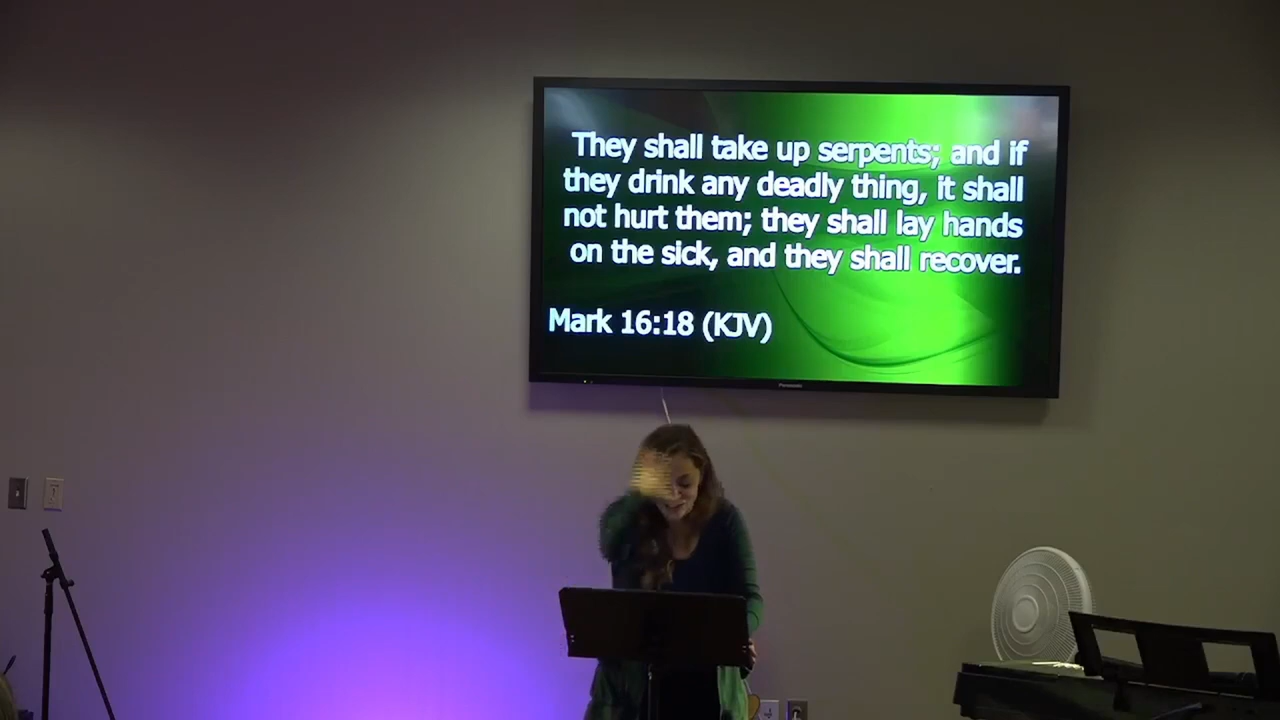 They shall take up serpents; and if
they drink any deadly thing, it shall
not hurt them; they shall lay hands
on the sick, and they shall recover.
Mark 16:18 (KJV)
Panasonic